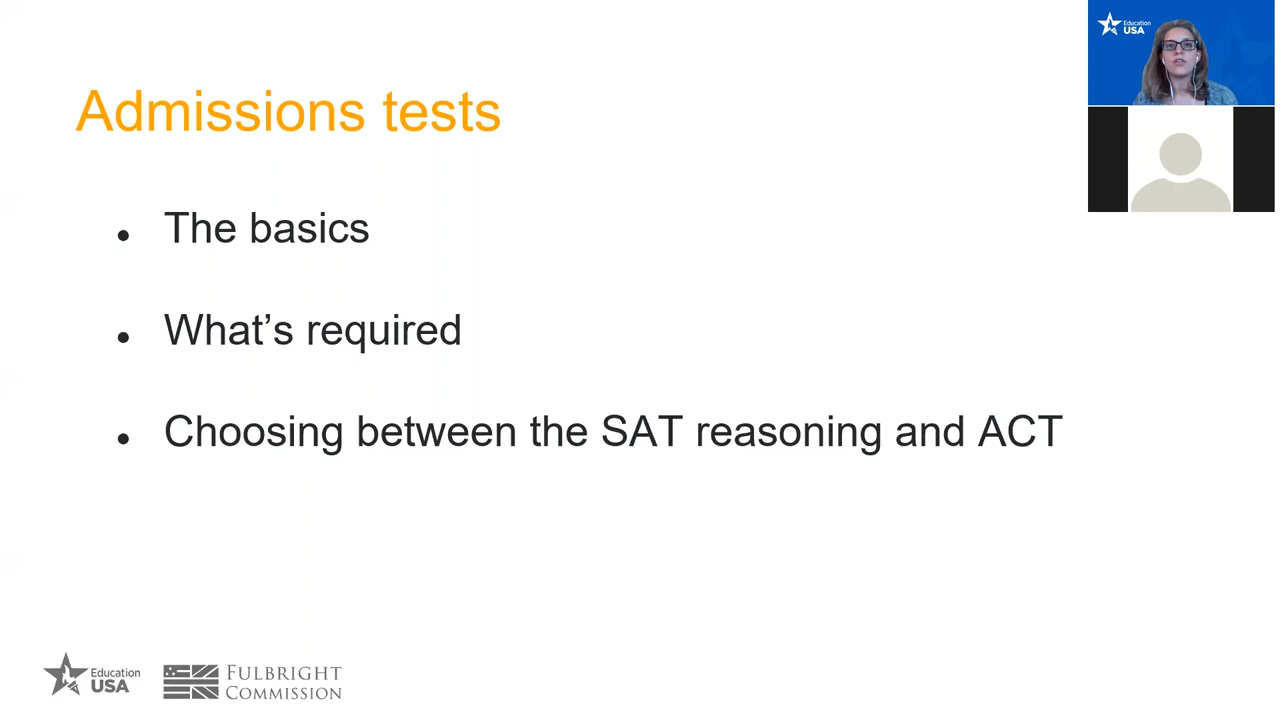 Education
USA
Admissions tests
• The basics
• What’s required
• Choosing between the SAT reasoning and ACT
Education
USA
FULBRIGHT
COMMISSION